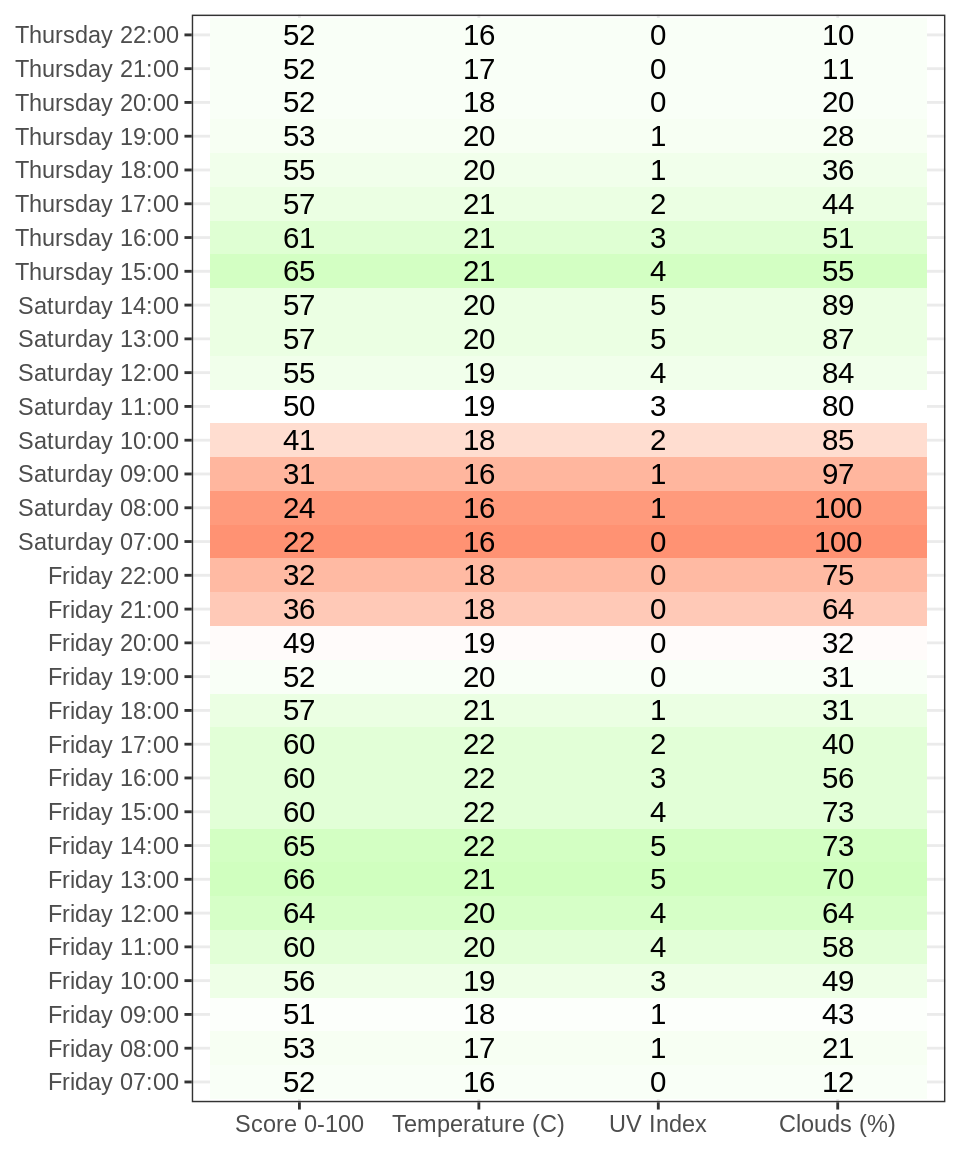 Thursday 22:00 52 16 0 10
Thursday 21:00 52 17 0 11
Thursday 20:00 52 18 0 20
Thursday 19:00 53 20 1 28
Thursday 18:00 55 20 1 36
Thursday 17:00 57 21 2 44
Thursday 16:00 61 21 3 51
Thursday 15:00 65 21 4 55
Saturday 14:00 57 20 5 89
Saturday 13:00 57 20 5 87
Saturday 12:00 55 19 4 84
Saturday 11:00 50 19 3 80
Saturday 10:00 41 18 2 85
Saturday 09:00 31 16 1 97
Saturday 08:00 24 16 1 100
Saturday 07:00 22 16 0 100
Friday 22:00 32 18 0 75
Friday 21:00 36 18 0 64
Friday 20:00 49 19 0 32
Friday 19:00 52 20 0 31
Friday 18:00 57 21 1 31
Friday 17:00 60 22 2 40
Friday 16:00 60 22 3 56
Friday 15:00 60 22 4 73
Friday 14:00 65 22 5 73
Friday 13:00 66 21 5 70
Friday 12:00 64 20 4 64
Friday 11:00 60 20 4 58
Friday 10:00 56 19 3 49
Friday 09:00 51 18 1 43
Friday 08:00 53 17 1 21
Friday 07:00 52 16 0 12
Score 0-100 Temperature (C) UV Index Clouds (%)